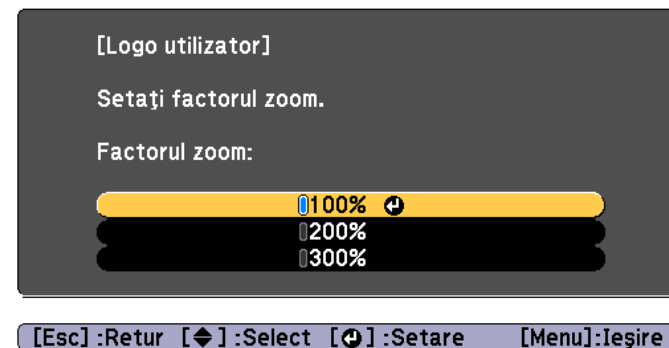 [Logo utilizator]
Setaţi factorul zoom.
Factorul zoom:
100%
200%
300%
[Esc] :Retur [◆] :Select [↵] :Setare [Menu]:Ieşire